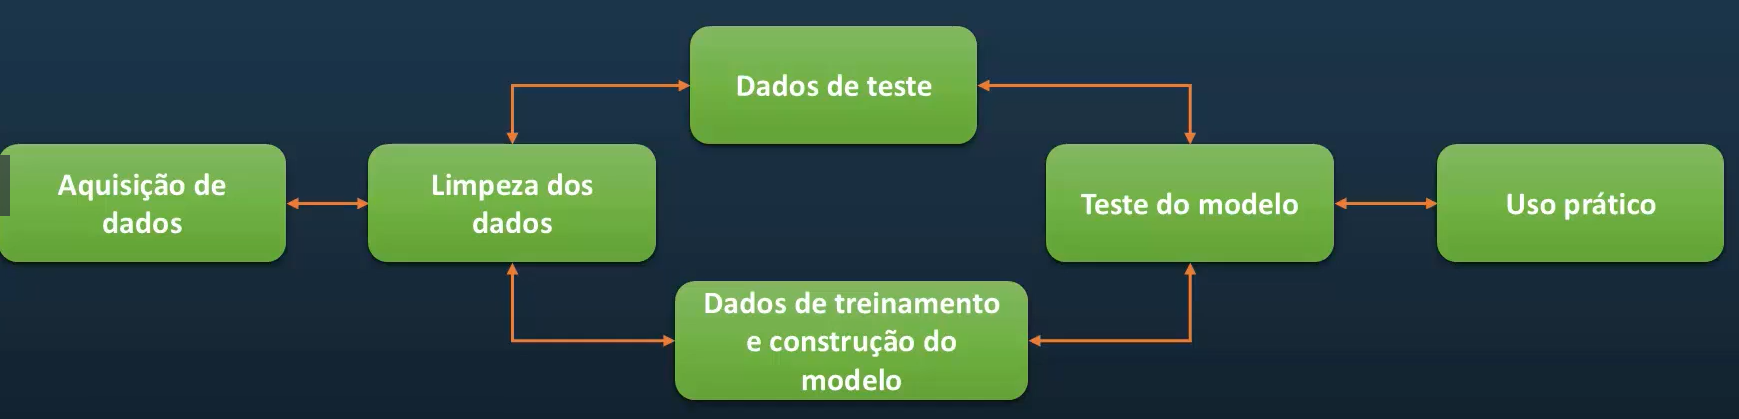 Dados de teste
Aquisição de
dados
Limpeza dos
dados
Teste do modelo
Uso prático
Dados de treinamento
e construção do
modelo